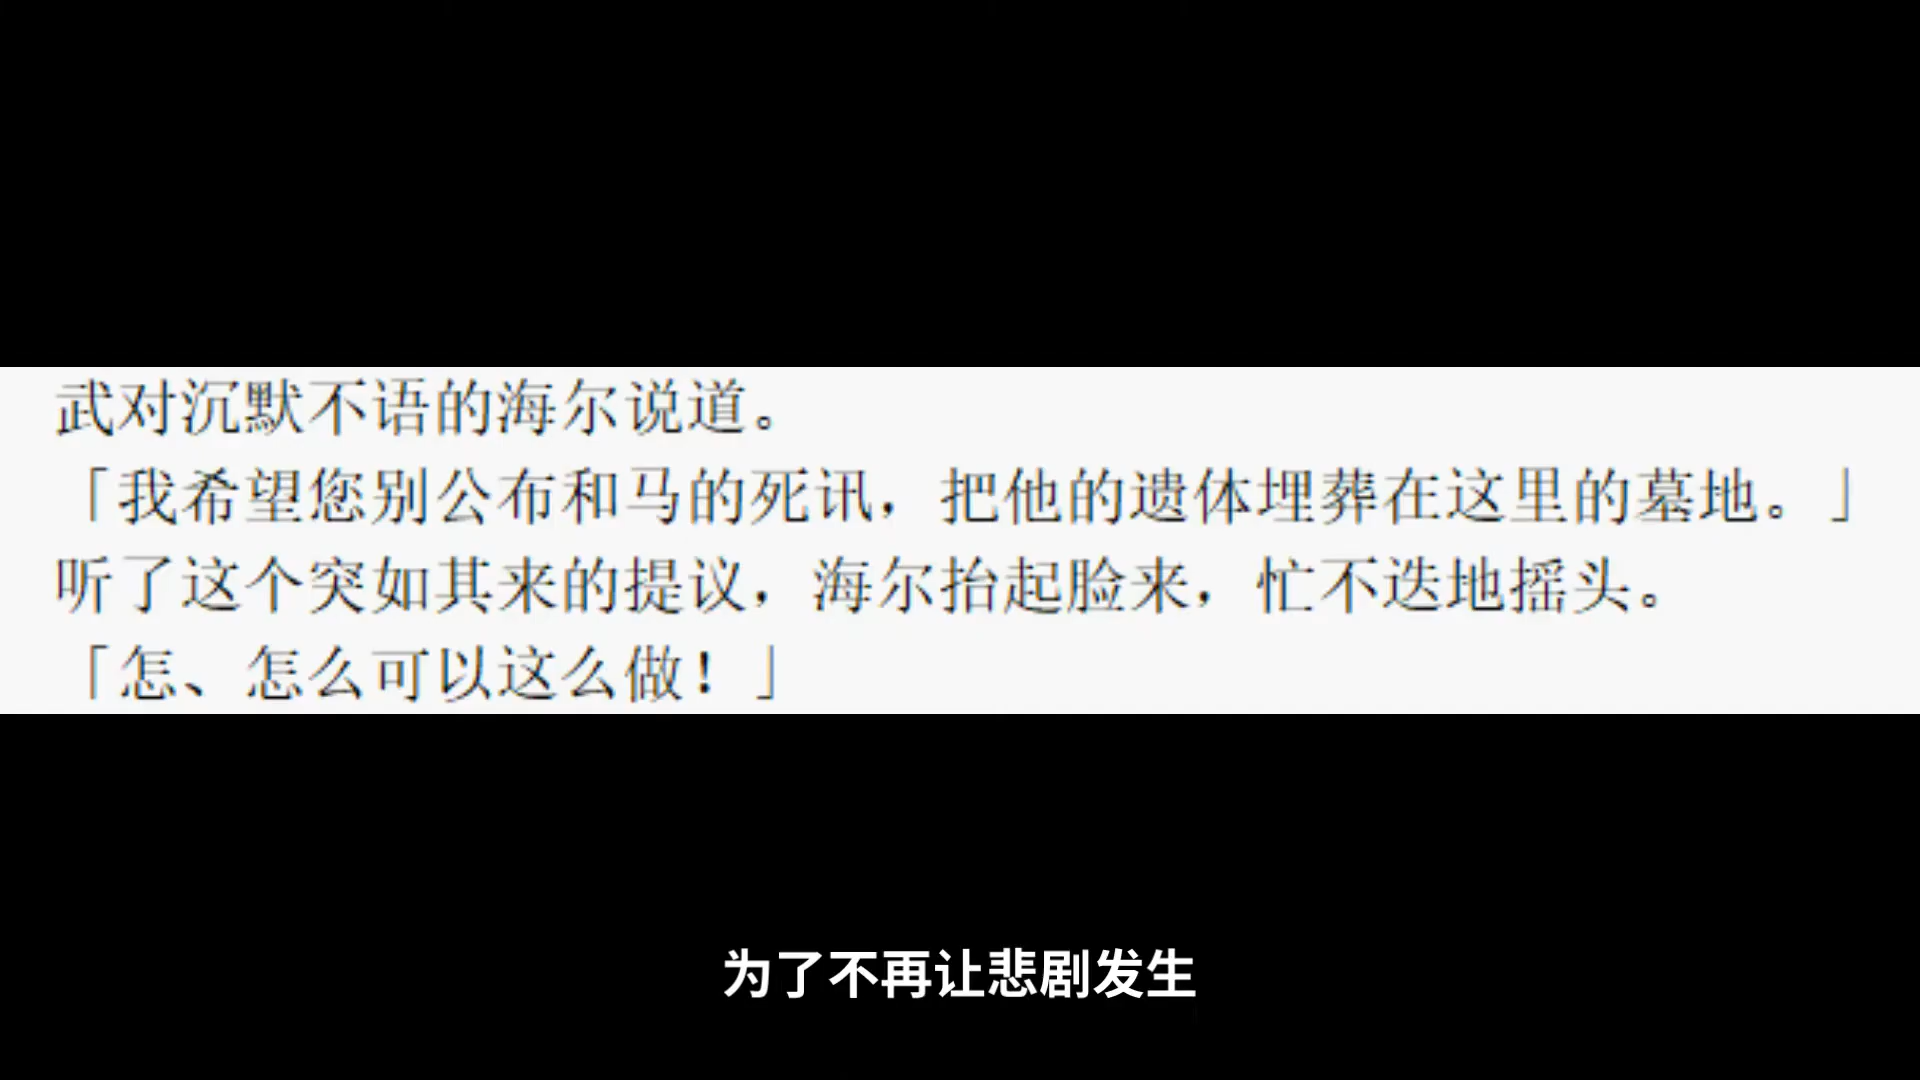 武对沉默不语的海尔说道。
「我希望您别公布和马的死讯，把他的遗体埋葬在这里的墓地。」
听了这个突如其来的提议，海尔抬起脸来，忙不迭地摇头。
「怎、怎么可以这么做！」
为了不再让悲剧发生